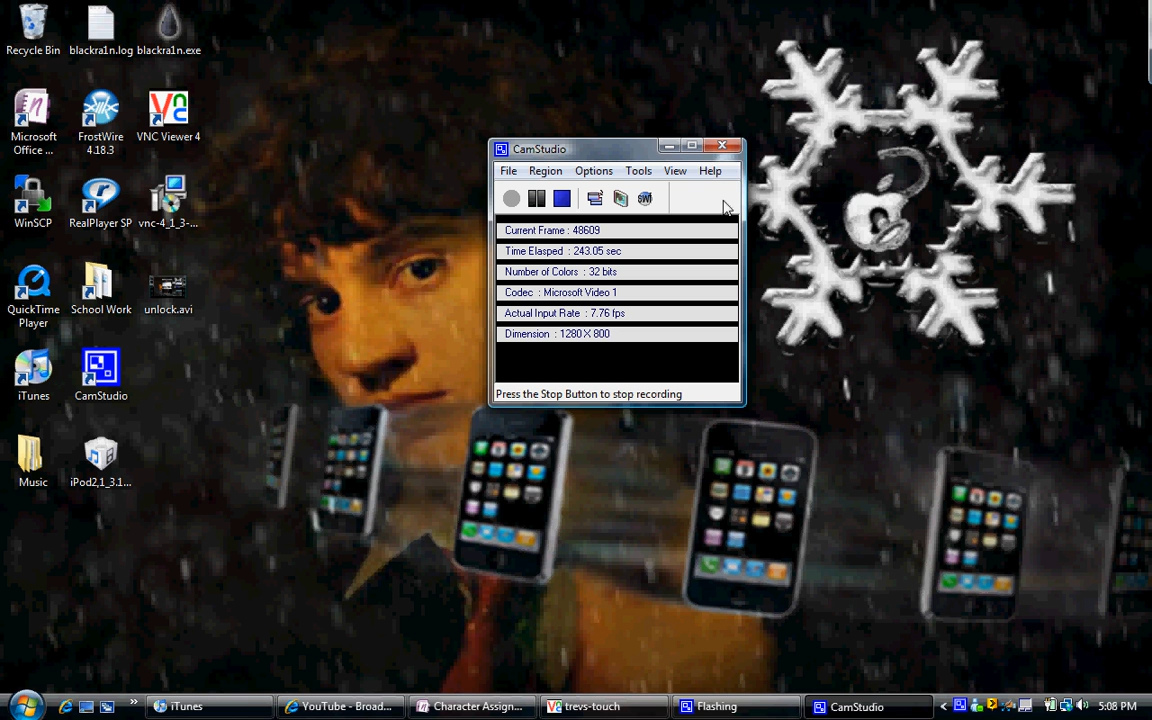 Recycle Bin
blackra1n.log
blackra1n.exe
Microsoft Office ...
FrostWire 4.18.3
VNC Viewer 4
WinSCP
RealPlayer SP
vnc-4_1_3-...
QuickTime Player
School Work
unlock.avi
iTunes
CamStudio
Music
iPod2,1_3.1...
CamStudio
File Region Options Tools View Help
SWF
Current Frame : 48609
Time Elasped : 243.05 sec
Number of Colors : 32 bits
Codec : Microsoft Video 1
Actual Input Rate : 7.76 fps
Dimension : 1280 X 800
Press the Stop Button to stop recording
iTunes
YouTube - Broad...
Character Assign...
trevs-touch
Flashing
CamStudio
5:08 PM